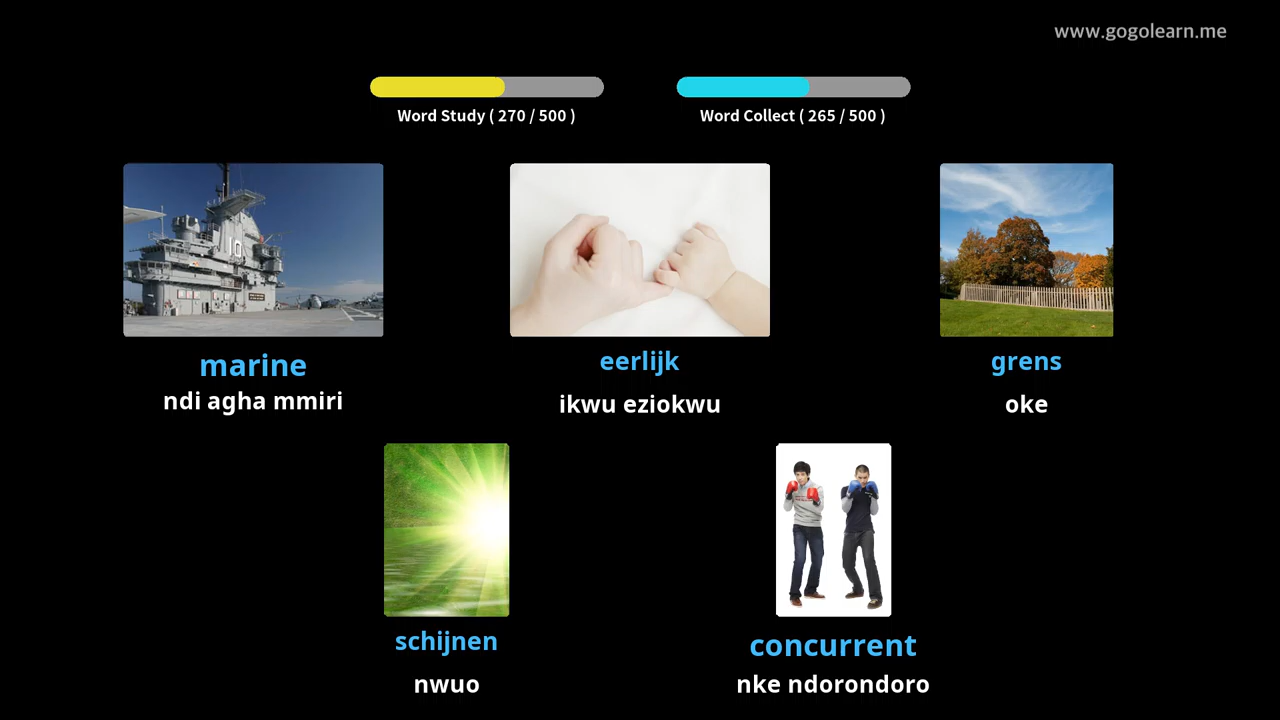 www.gogolearn.me
Word Study ( 270 / 500 )
Word Collect ( 265 / 500 )
marine
ndi agha mmiri
eerlijk
ikwu eziokwu
grens
oke
schijnen
nwuo
concurrent
nke ndorondoro